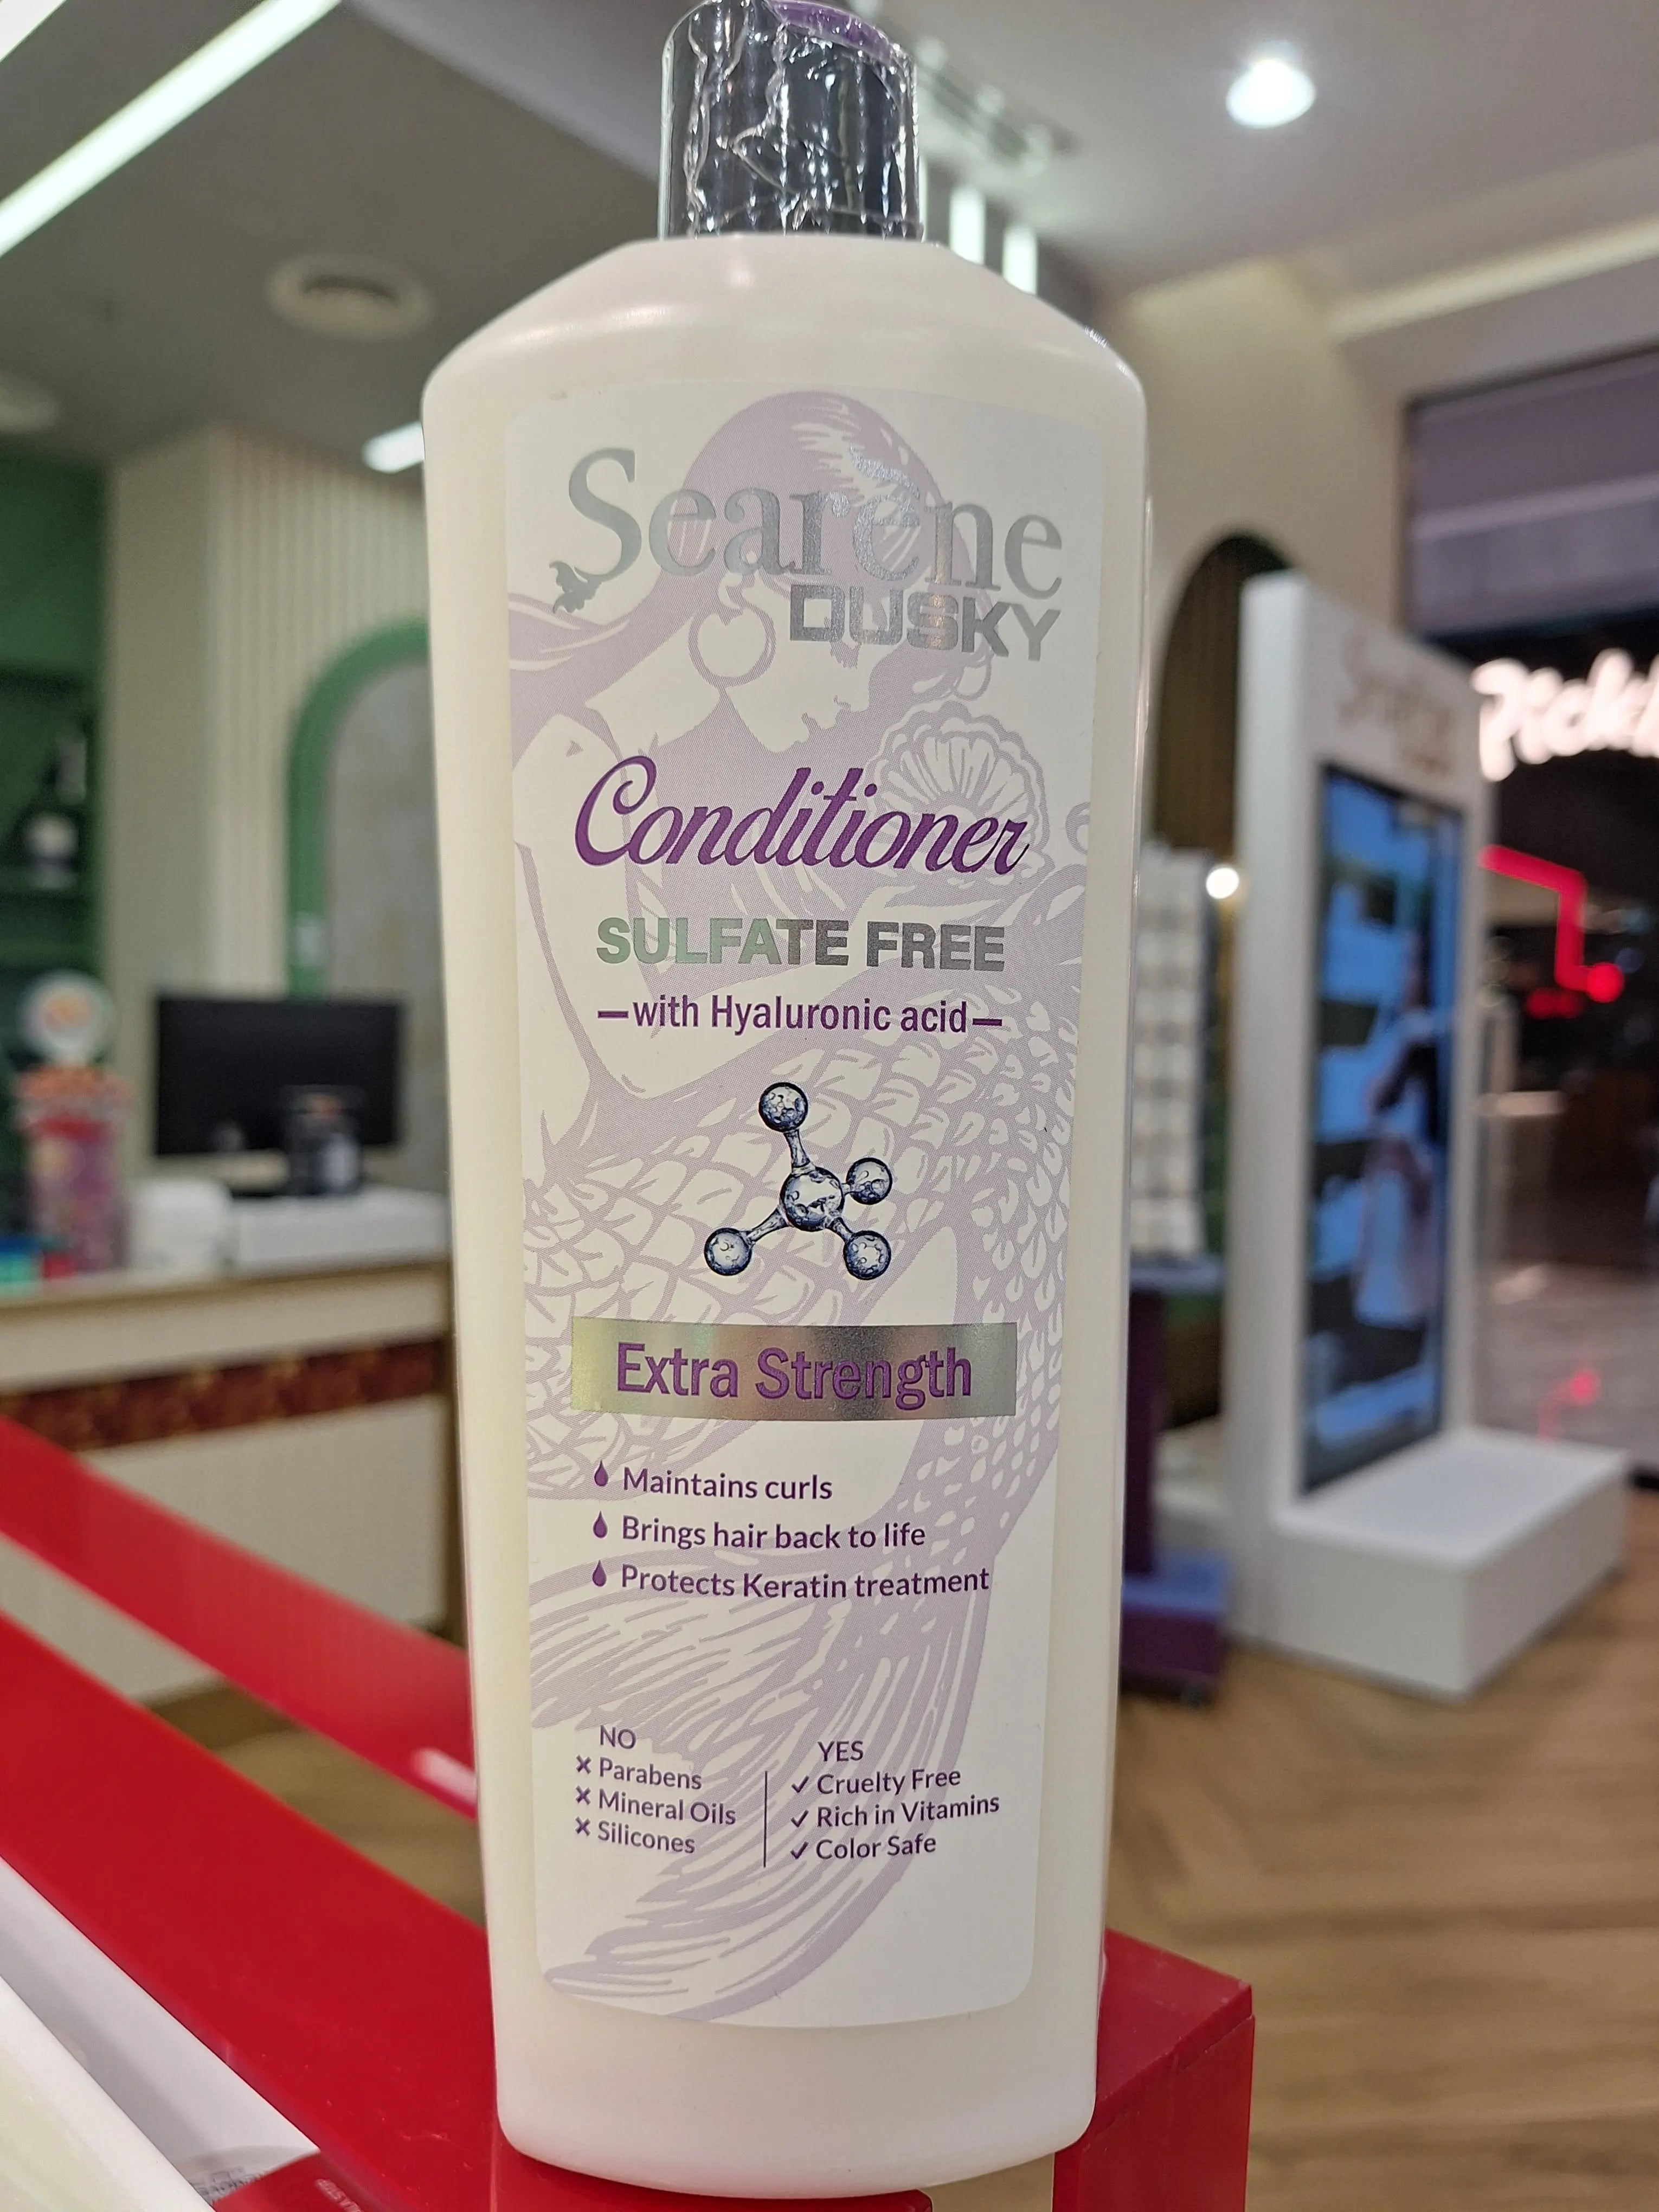 Searene
DUSKY
Conditioner
SULFATE FREE
—with Hyaluronic acid—
Extra Strength
Maintains curls
Brings hair back to life
Protects Keratin treatment
NO
× Parabens
× Mineral Oils
× Silicones
YES
✓ Cruelty Free
✓ Rich in Vitamins
✓ Color Safe